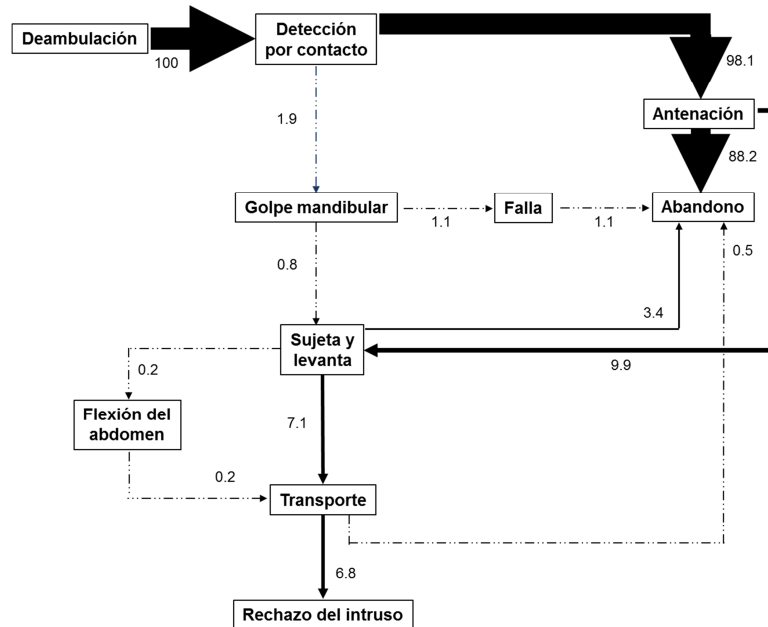 Deambulación
100
Detección
por contacto
98.1
1.9
Antenación
88.2
Golpe mandibular
1.1
Falla
1.1
Abandono
0.8
0.5
3.4
Sujeta y
levanta
9.9
0.2
7.1
Flexión del
abdomen
0.2
Transporte
6.8
Rechazo del intruso